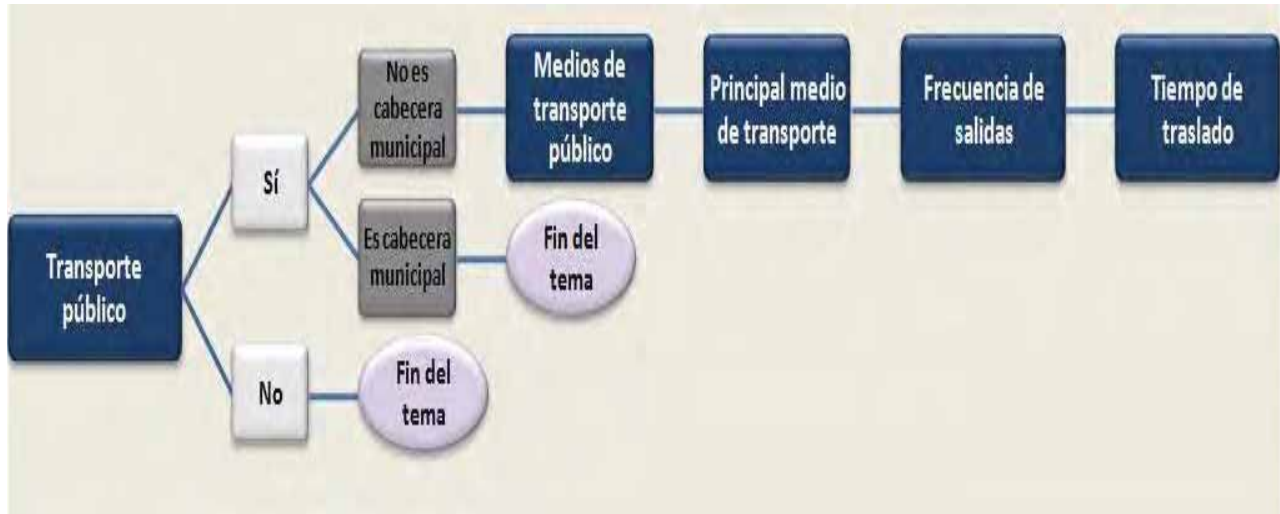 Transporte
público
Sí
No
No es
cabecera
municipal
Es cabecera
municipal
Fin del
tema
Medios de
transporte
público
Fin del
tema
Principal medio
de transporte
Frecuencia de
salidas
Tiempo de
traslado